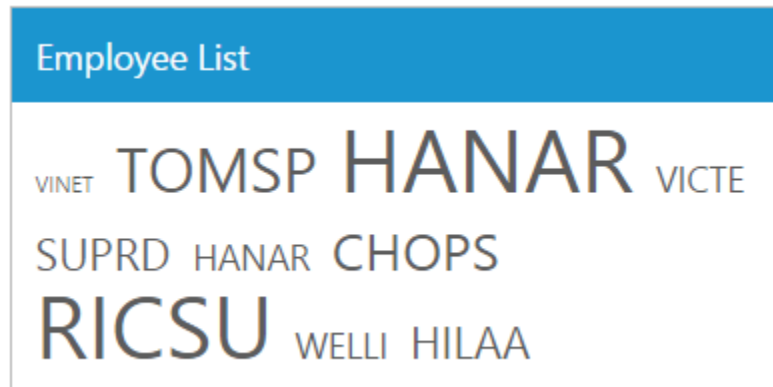 Employee List
VINET TOMSP HANAR VICTE
SUPRD HANAR CHOPS
RICSU WELLI HILAA